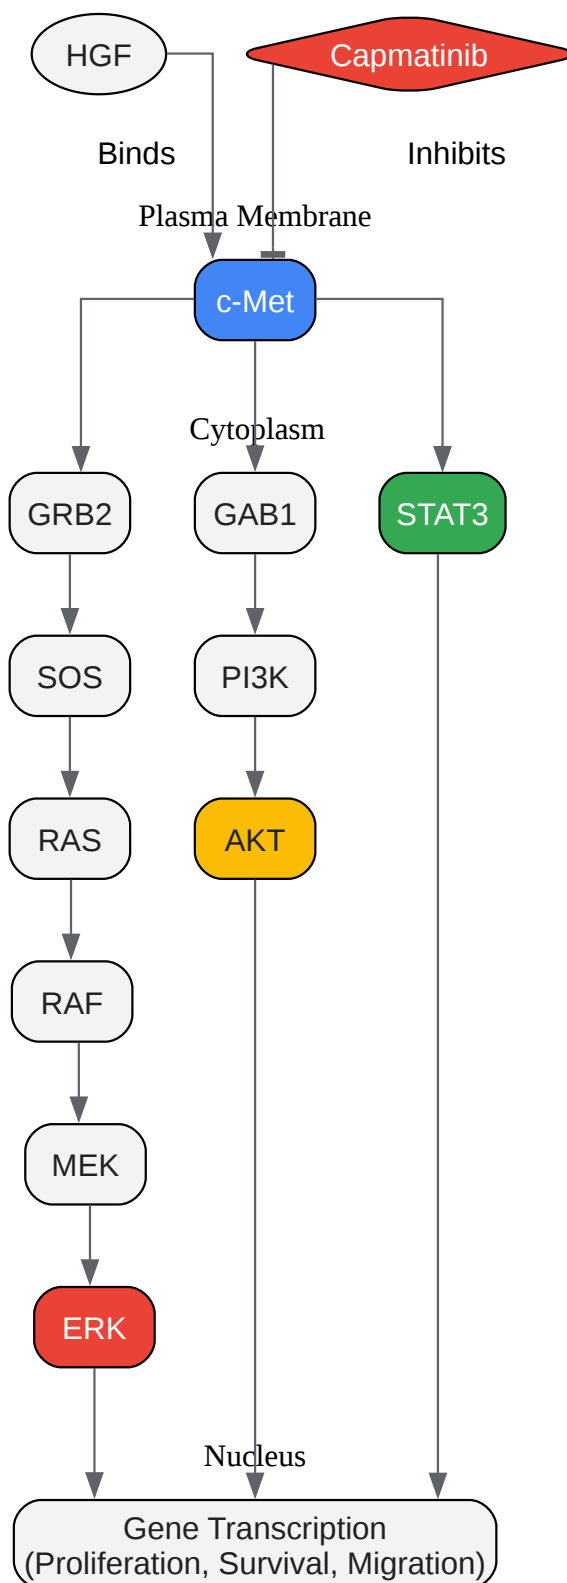 HGF
Capmatinib
Binds
Inhibits
Plasma Membrane
c-Met
Cytoplasm
GRB2
GAB1
STAT3
SOS
PI3K
RAS
AKT
RAF
MEK
ERK
Nucleus
Gene Transcription
(Proliferation, Survival, Migration)